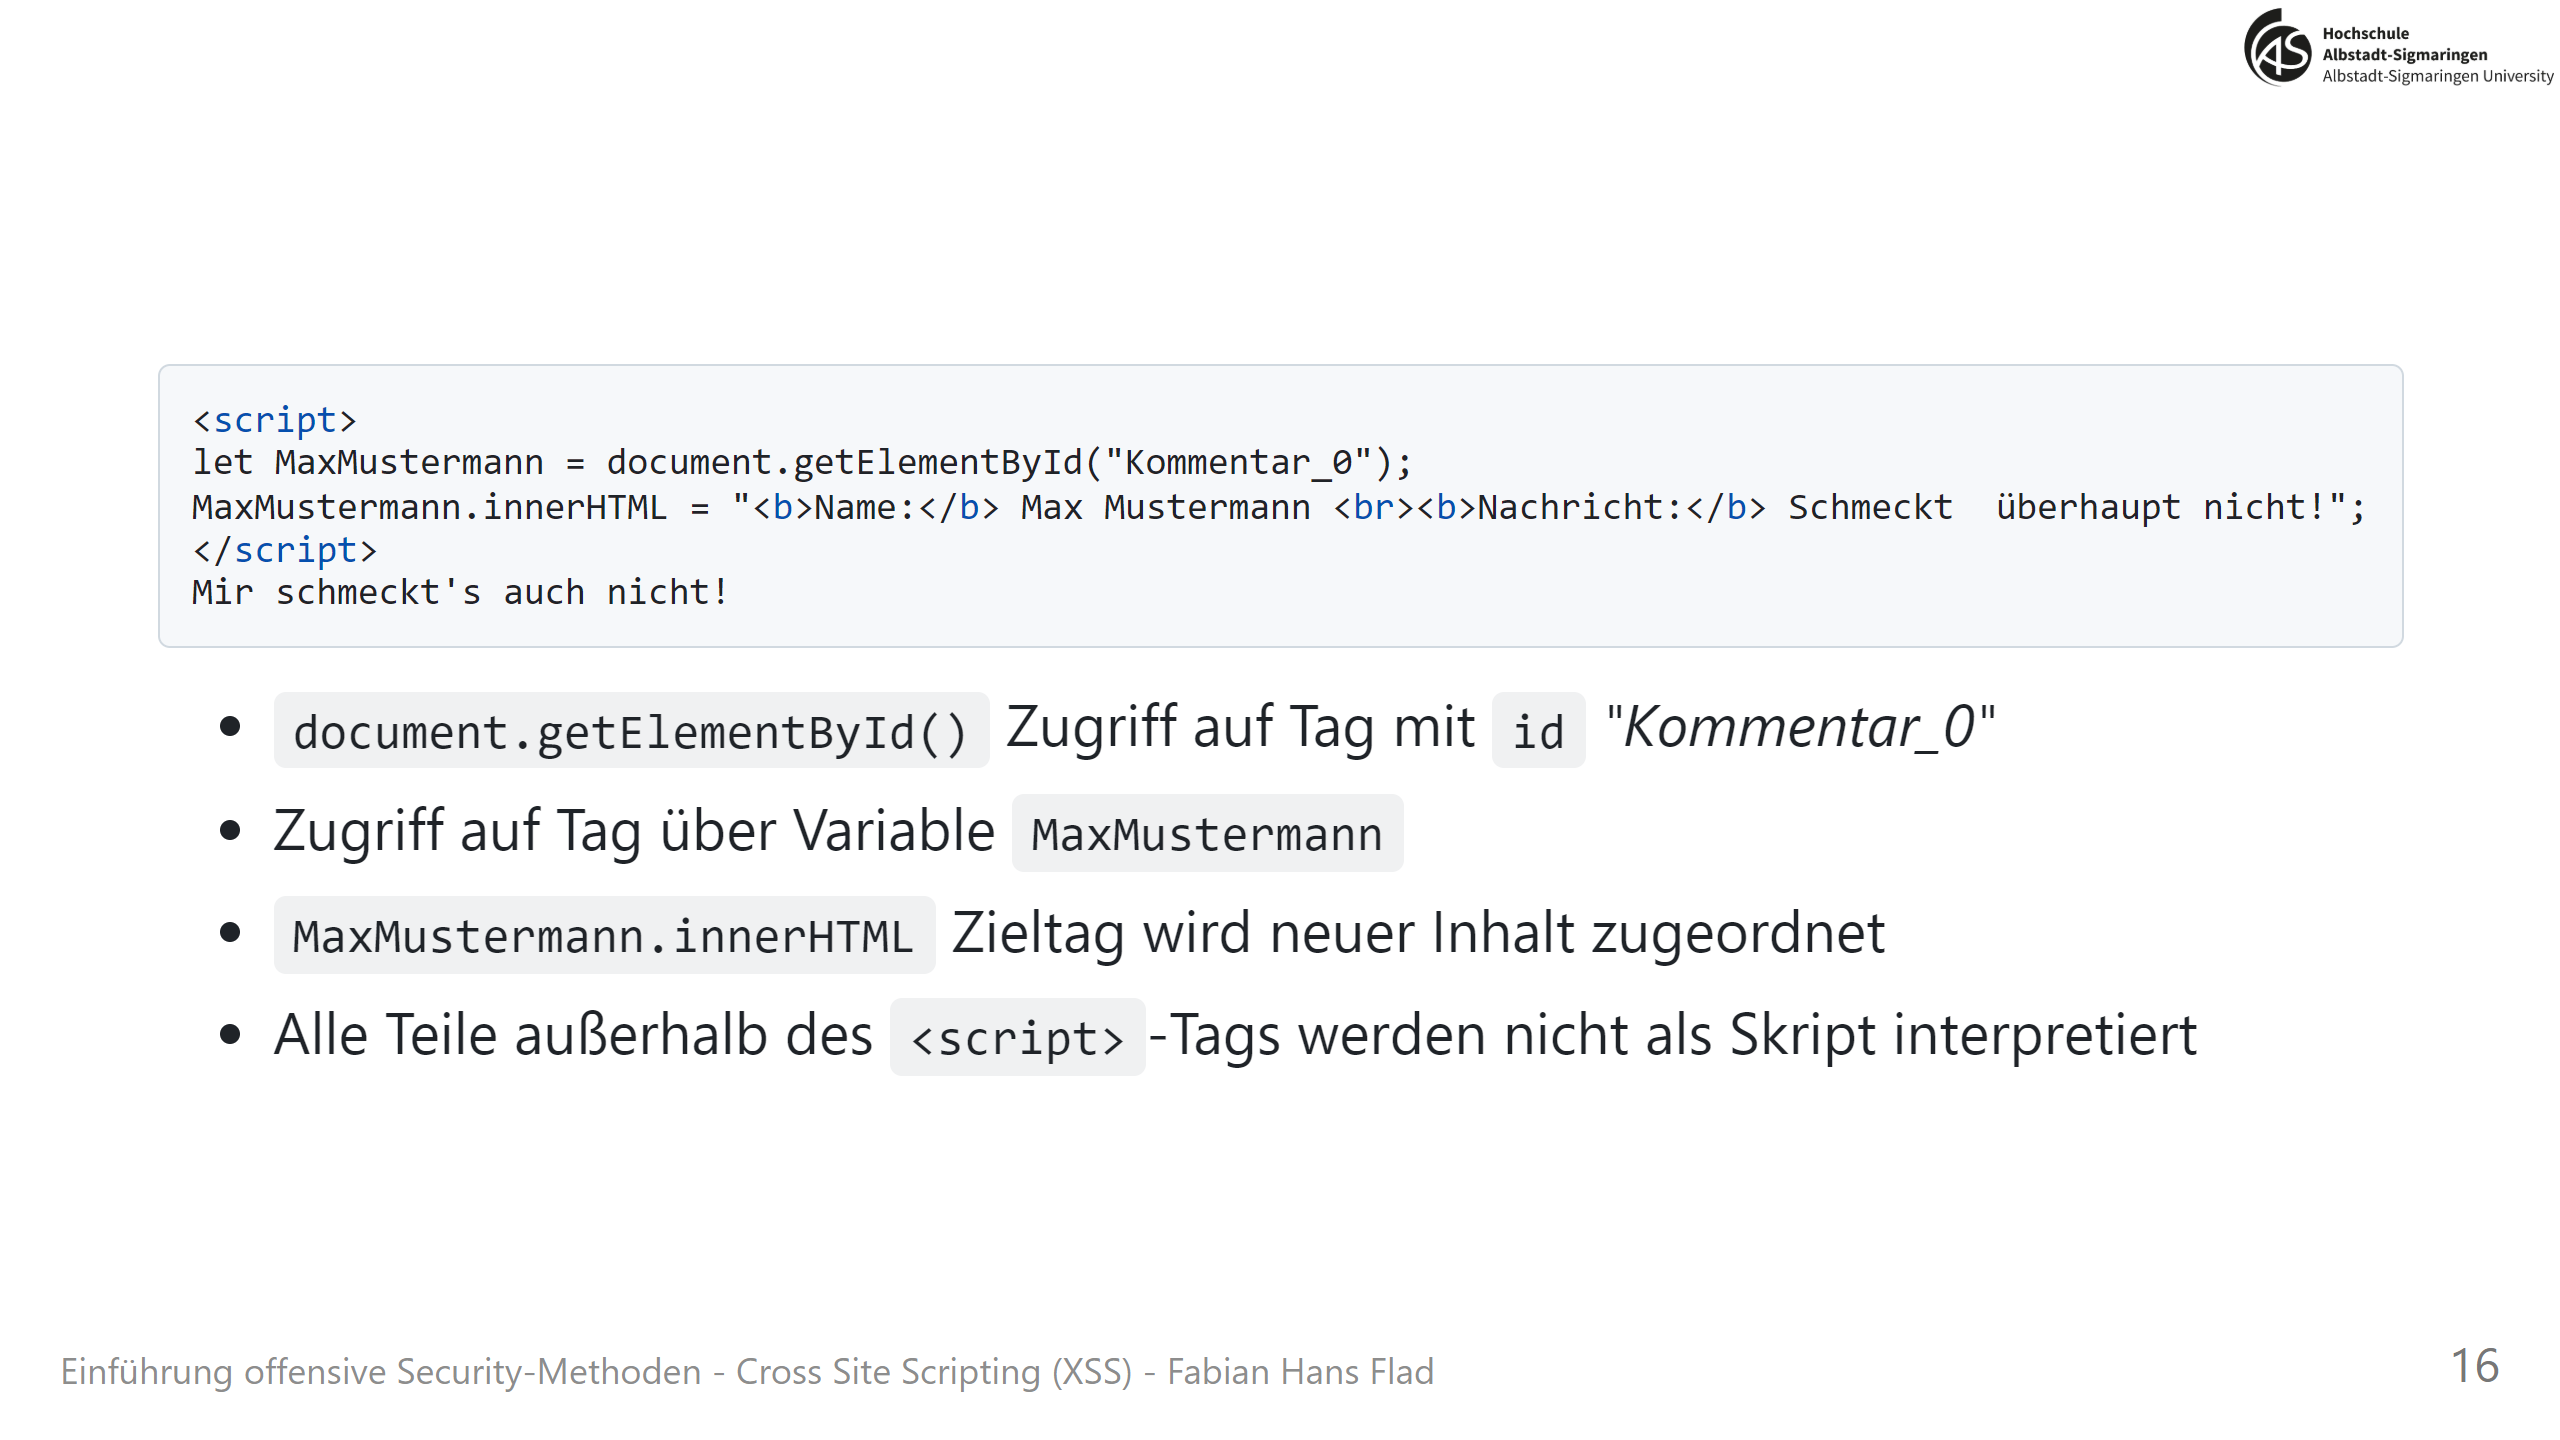 Hochschule
Albstadt-Sigmaringen
Albstadt-Sigmaringen University
<script>
let MaxMustermann = document.getElementById("Kommentar_0");
MaxMustermann.innerHTML = "<b>Name:</b> Max Mustermann <br><b>Nachricht:</b> Schmeckt  überhaupt nicht!";
</script>
Mir schmeckt's auch nicht!
• document.getElementById() Zugriff auf Tag mit id "Kommentar_0"
• Zugriff auf Tag über Variable MaxMustermann
• MaxMustermann.innerHTML Zieltag wird neuer Inhalt zugeordnet
• Alle Teile außerhalb des <script>-Tags werden nicht als Skript interpretiert
Einführung offensive Security-Methoden - Cross Site Scripting (XSS) - Fabian Hans Flad
16